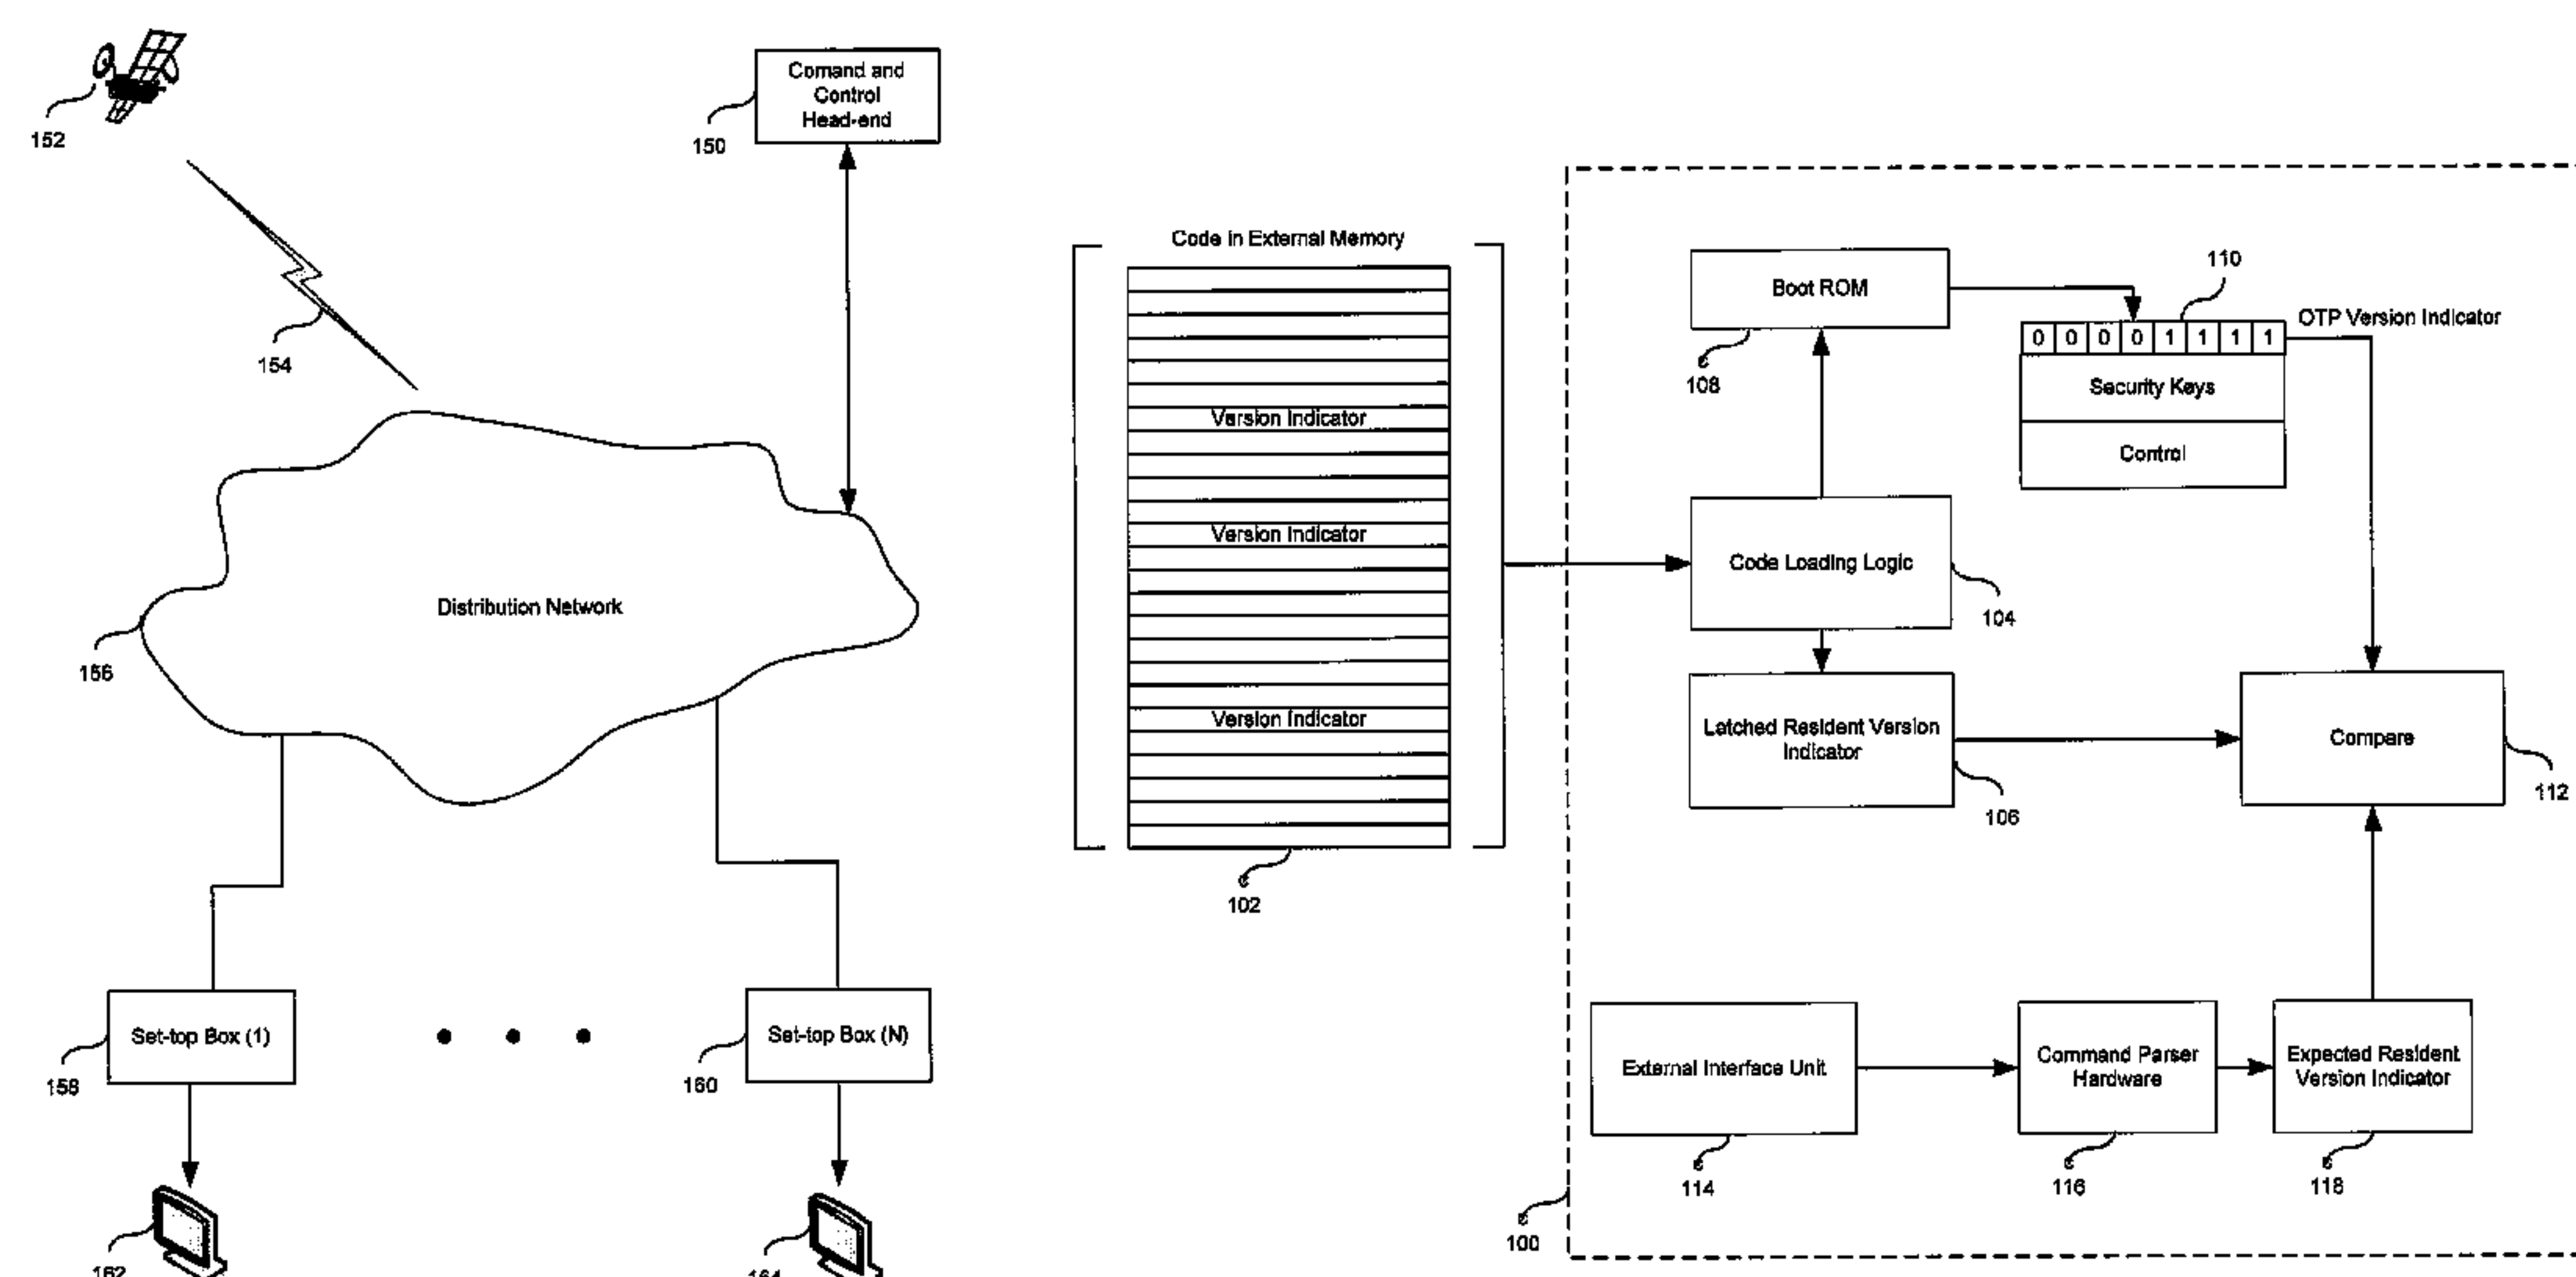 152
Comand and
Control
Head-end
150
154
Distribution Network
156
Set-top Box (1)
158
Set-top Box (N)
160
162
164
Code in External Memory
Version Indicator
Version Indicator
Version Indicator
102
Boot ROM
108
110
OTP Version Indicator
0 0 0 0 1 1 1 1
Security Keys
Control
Code Loading Logic
104
Latched Resident Version
Indicator
106
Compare
112
External Interface Unit
114
Command Parser
Hardware
116
Expected Resident
Version Indicator
118
100